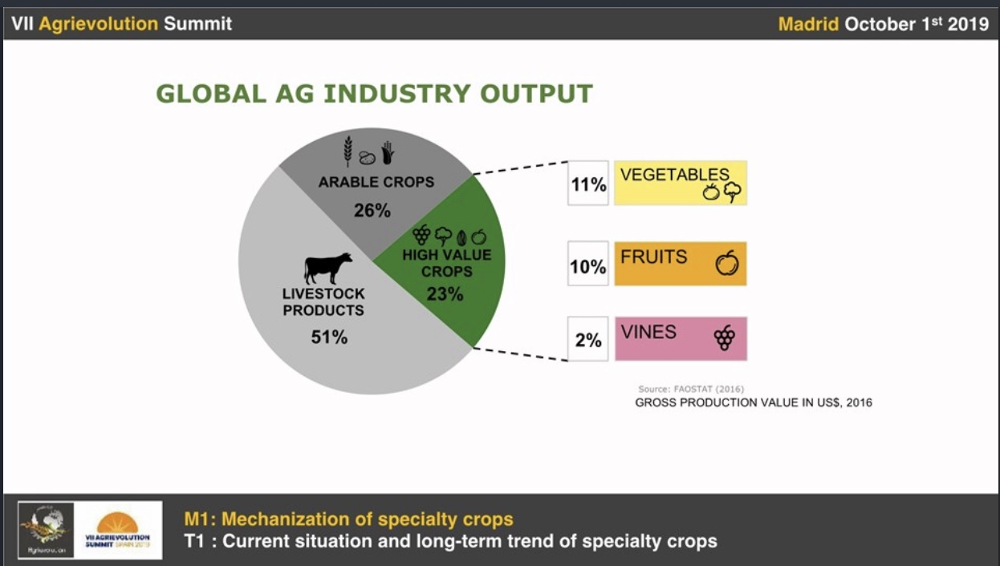 VII Agrievolution Summit
Madrid October 1st 2019
GLOBAL AG INDUSTRY OUTPUT
ARABLE CROPS
26%
HIGH VALUE
CROPS
23%
LIVESTOCK
PRODUCTS
51%
11% VEGETABLES
10% FRUITS
2% VINES
Source: FAOSTAT (2016)
GROSS PRODUCTION VALUE IN US$, 2016
VII AGRIEVOLUTION
SUMMIT SPAIN 2019
M1: Mechanization of specialty crops
T1 : Current situation and long-term trend of specialty crops